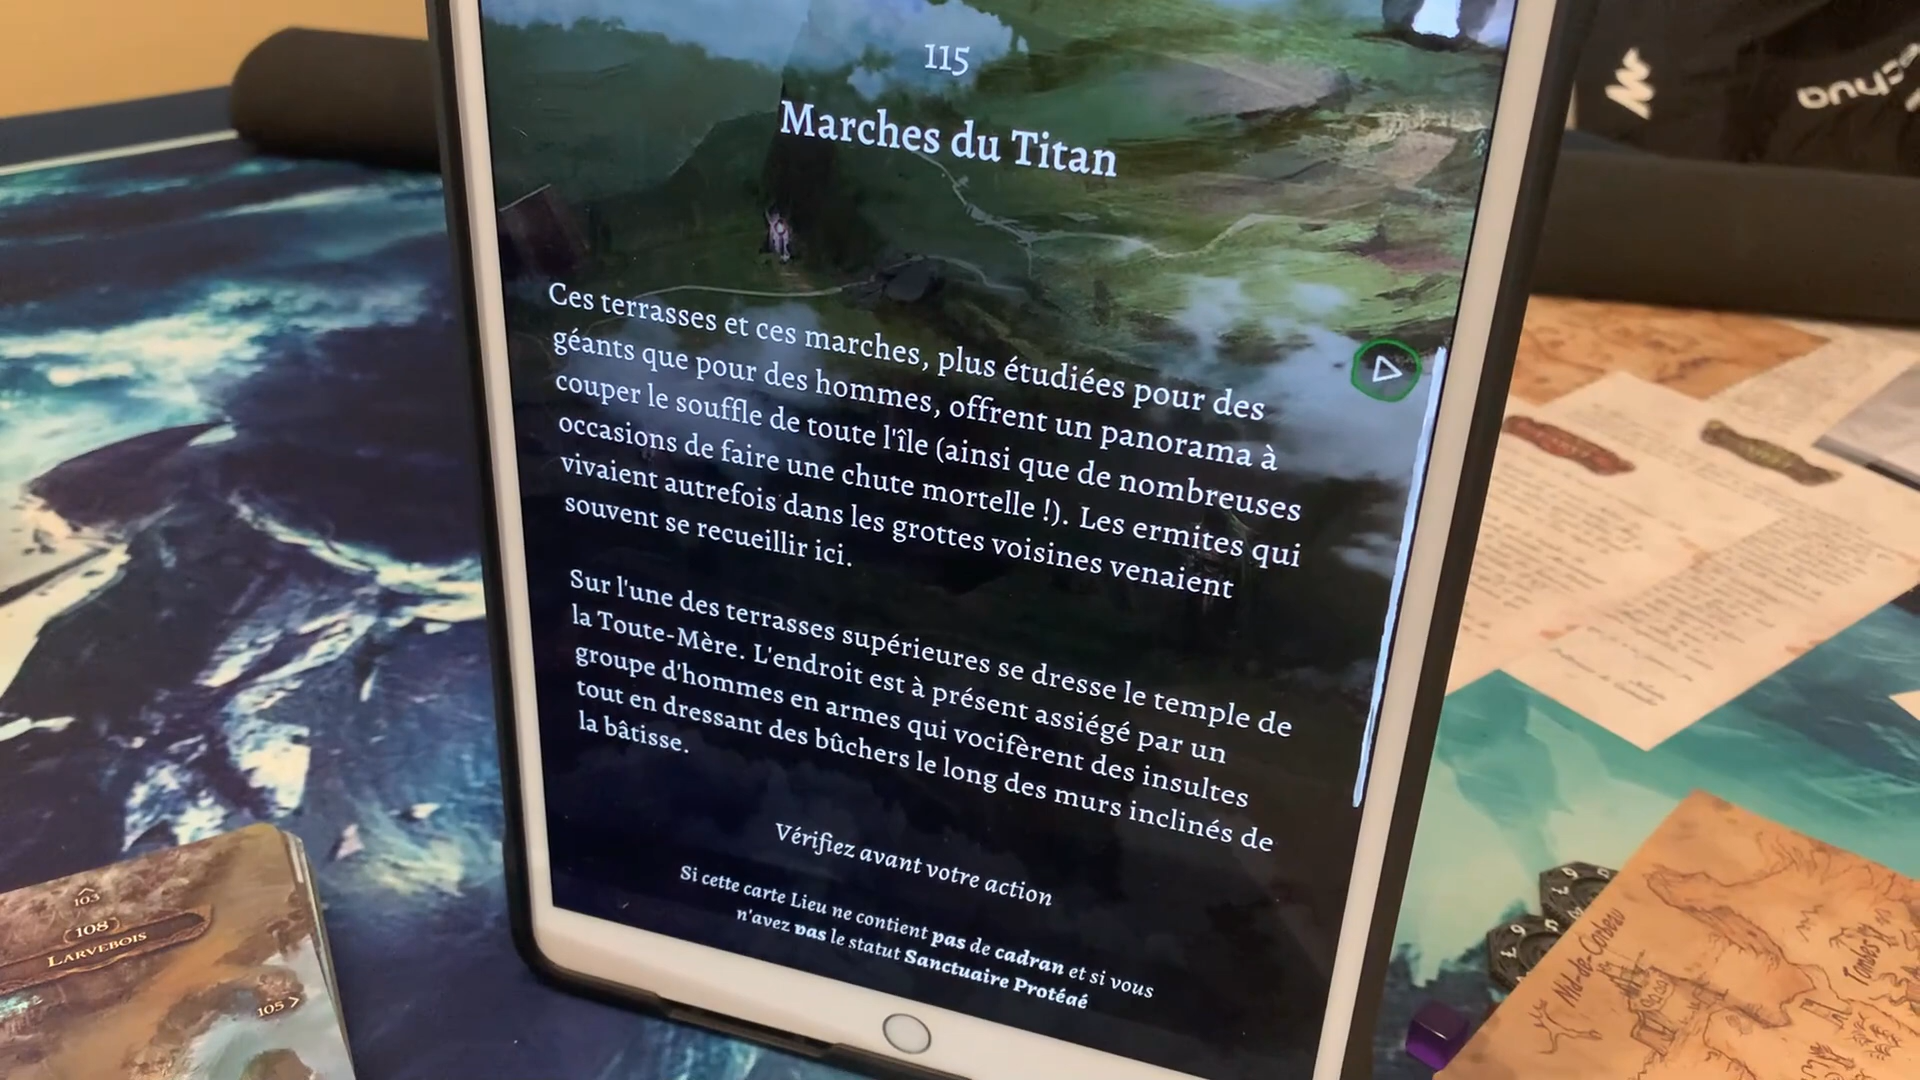 115
Marches du Titan
Ces terrasses et ces marches, plus étudiées pour des
géants que pour des hommes, offrent un panorama à
couper le souffle de toute l'île (ainsi que de nombreuses
occasions de faire une chute mortelle !). Les ermites qui
vivaient autrefois dans les grottes voisines venaient
souvent se recueillir ici.
Sur l'une des terrasses supérieures se dresse le temple de
la Toute-Mère. L'endroit est à présent assiégé par un
groupe d'hommes en armes qui vocifèrent des insultes
tout en dressant des bûchers le long des murs inclinés de
la bâtisse.
Vérifiez avant votre action
Si cette carte Lieu ne contient pas de cadran et si vous
n'avez pas le statut Sanctuaire Protégé
103
(108)
LARVEBOIS
105 >
Nid-de-Corbeau
Tombes